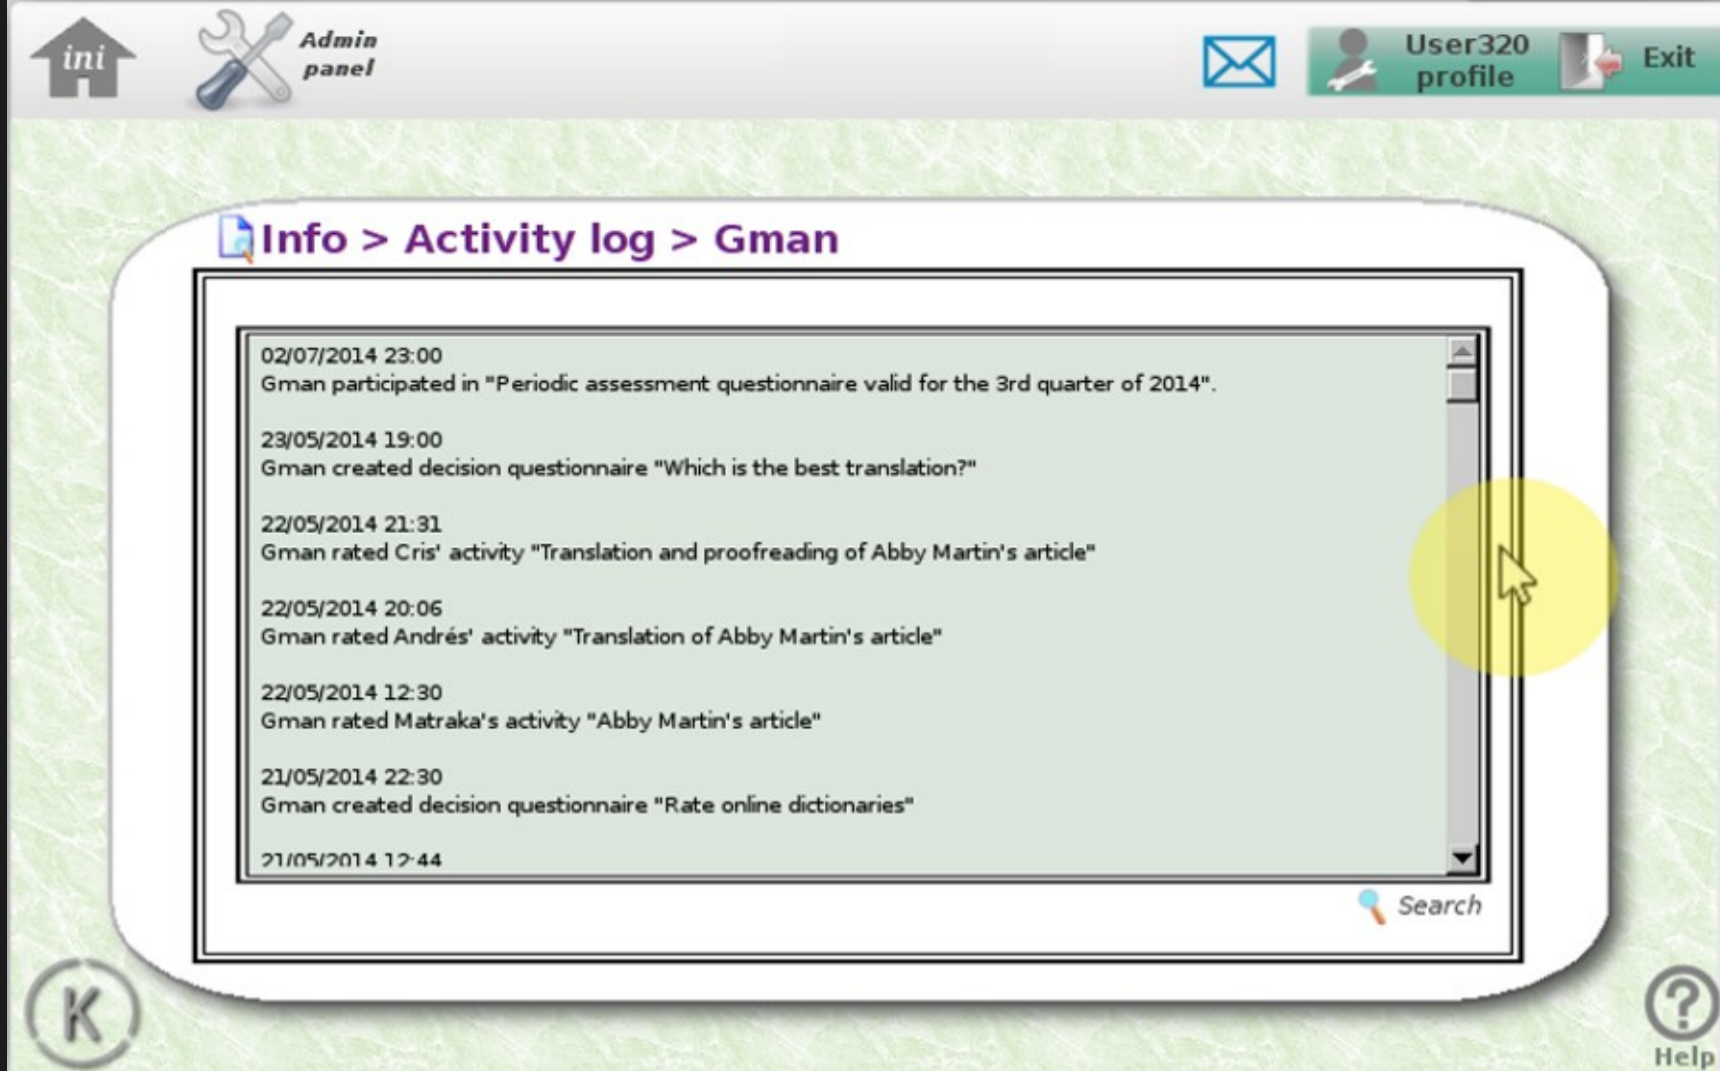 ini
Admin
panel
User320
profile
Exit
Info > Activity log > Gman
02/07/2014 23:00
Gman participated in "Periodic assessment questionnaire valid for the 3rd quarter of 2014".
23/05/2014 19:00
Gman created decision questionnaire "Which is the best translation?"
22/05/2014 21:31
Gman rated Cris' activity "Translation and proofreading of Abby Martin's article"
22/05/2014 20:06
Gman rated Andrés' activity "Translation of Abby Martin's article"
22/05/2014 12:30
Gman rated Matraka's activity "Abby Martin's article"
21/05/2014 22:30
Gman created decision questionnaire "Rate online dictionaries"
21/05/2014 12:44
Search
K
?
Help